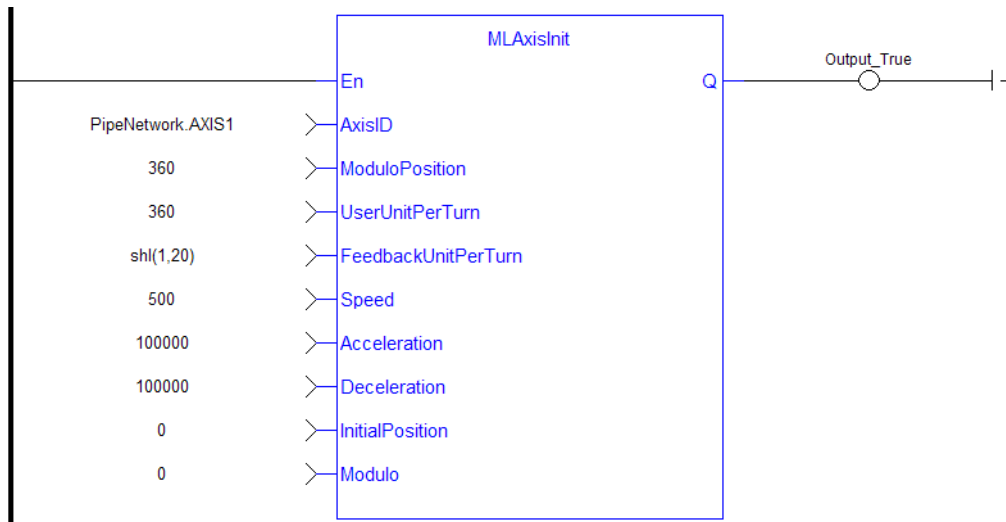 MLAxisInit
Output_True
En
Q
PipeNetwork.AXIS1
AxisID
360
ModuloPosition
360
UserUnitPerTurn
shl(1,20)
FeedbackUnitPerTurn
500
Speed
100000
Acceleration
100000
Deceleration
0
InitialPosition
0
Modulo